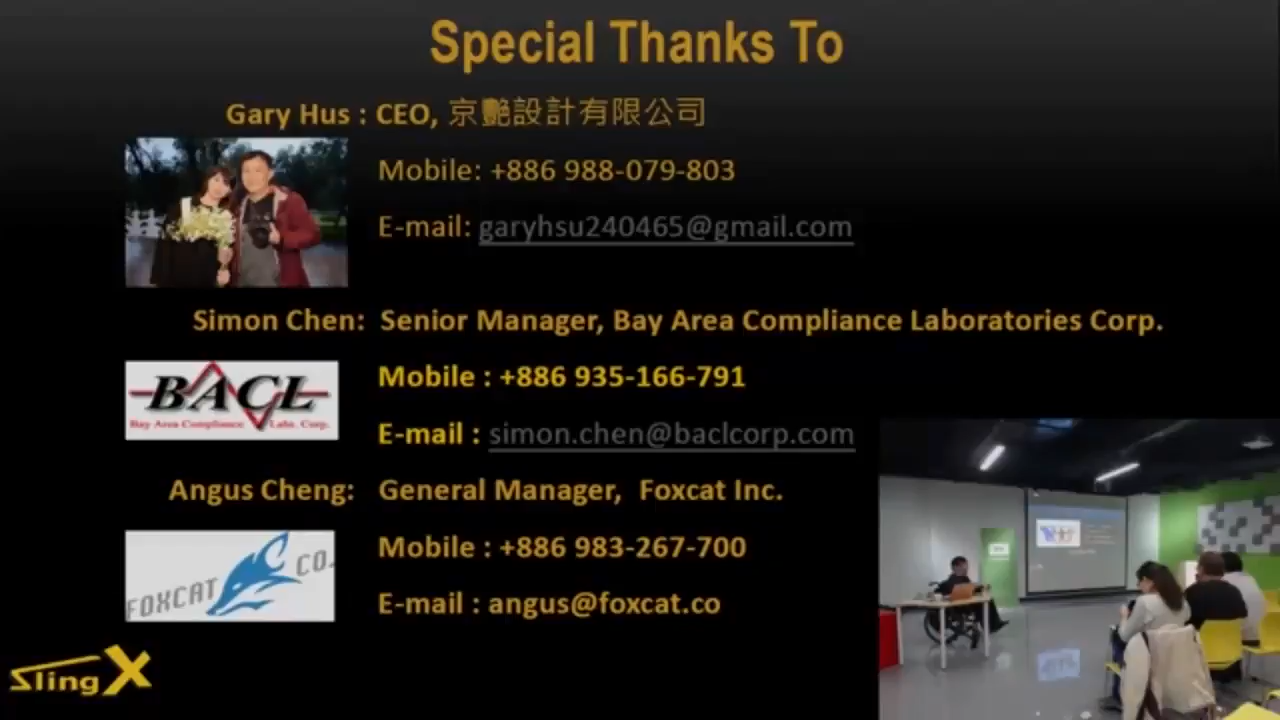 Special Thanks To
Gary Hus : CEO, 京艷設計有限公司
Mobile: +886 988-079-803
E-mail: garyhsu240465@gmail.com
Simon Chen: Senior Manager, Bay Area Compliance Laboratories Corp.
BACL
Bay Area Compliance Labs. Corp.
Mobile : +886 935-166-791
E-mail : simon.chen@baclcorp.com
Angus Cheng: General Manager, Foxcat Inc.
FOXCAT CO.
Mobile : +886 983-267-700
E-mail : angus@foxcat.co
SlingX